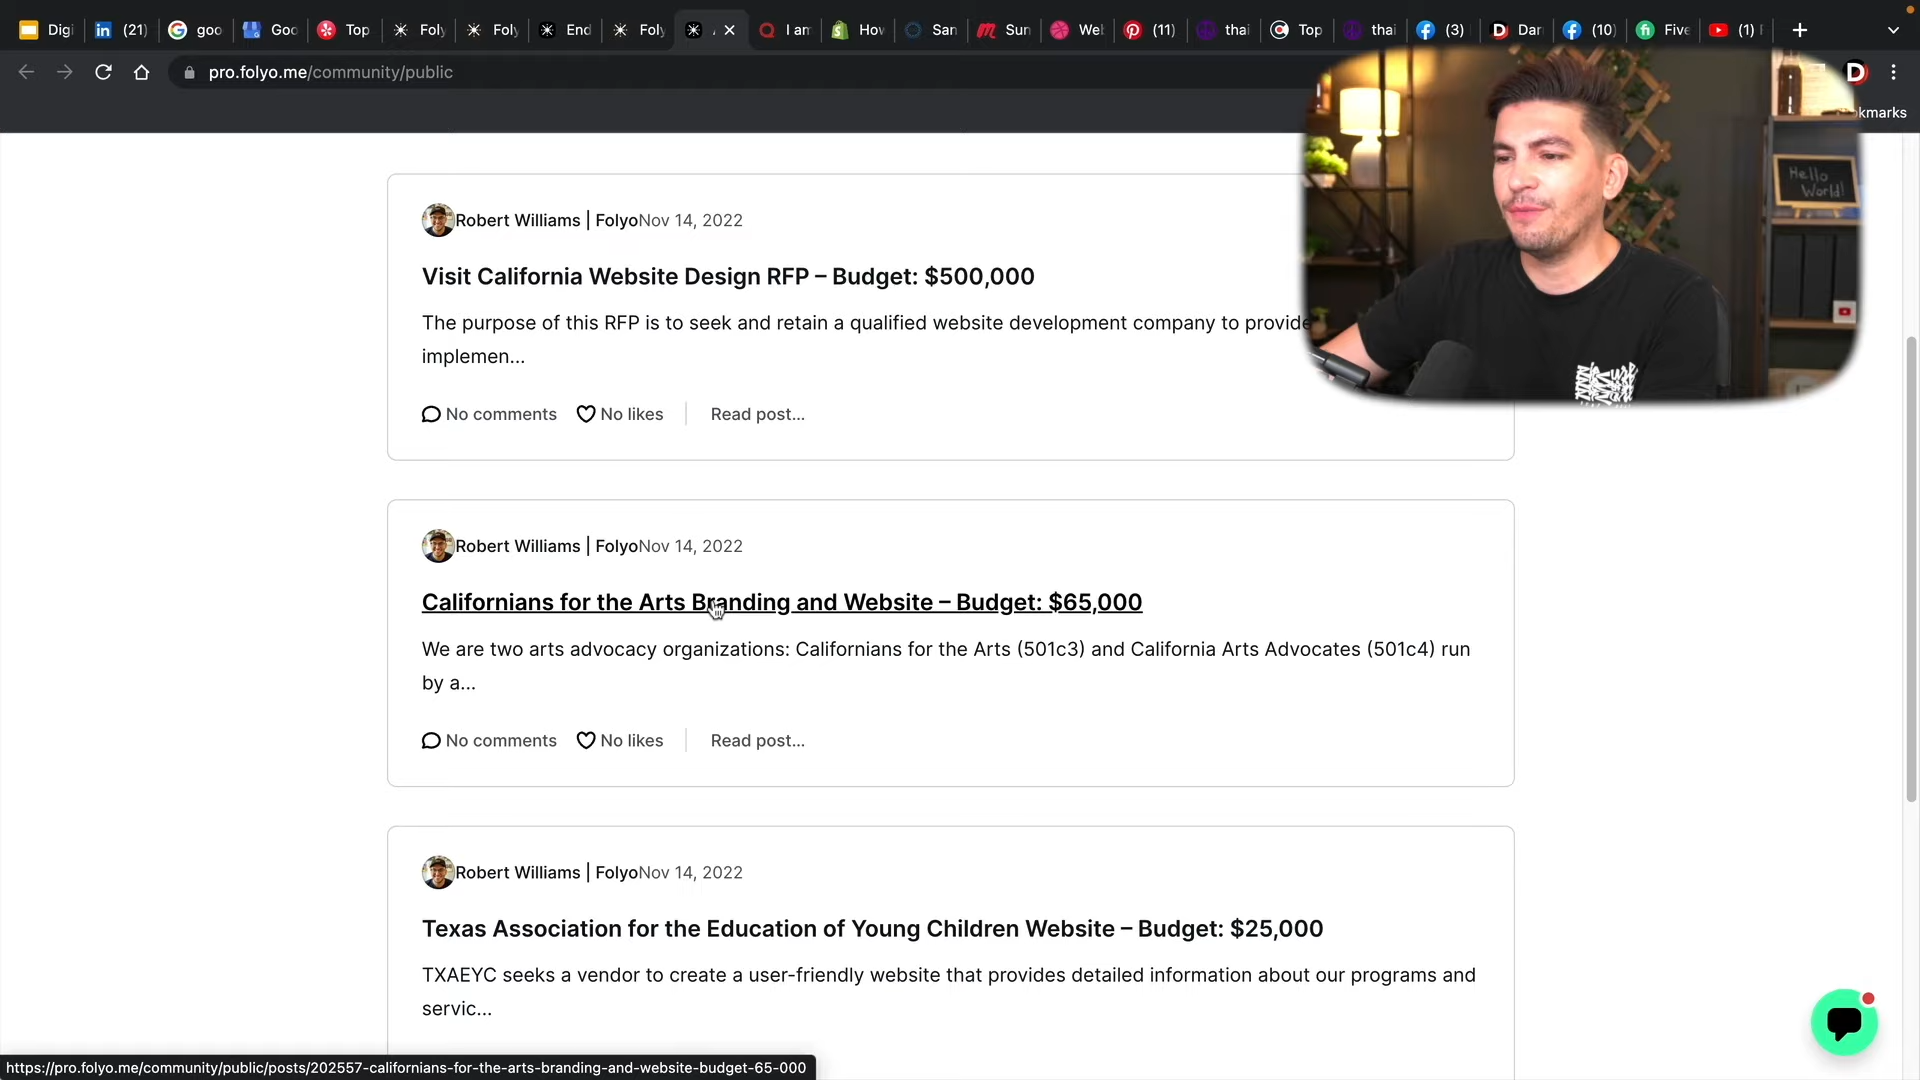 Digi
(21)
goo
Goo
Top
Foly
Foly
End
Foly
I am
How
San
Sun
Wel
(11)
thai
Top
thai
(3)
Dar
(10)
Five
(1)
pro.folyo.me/community/public
kmarks
Hello
World!
Robert Williams | FolyoNov 14, 2022
Visit California Website Design RFP – Budget: $500,000
The purpose of this RFP is to seek and retain a qualified website development company to provide
implemen...
No comments No likes Read post...
Robert Williams | FolyoNov 14, 2022
Californians for the Arts Branding and Website – Budget: $65,000
We are two arts advocacy organizations: Californians for the Arts (501c3) and California Arts Advocates (501c4) run
by a...
No comments No likes Read post...
Robert Williams | FolyoNov 14, 2022
Texas Association for the Education of Young Children Website – Budget: $25,000
TXAEYC seeks a vendor to create a user-friendly website that provides detailed information about our programs and
servic...
https://pro.folyo.me/community/public/posts/202557-californians-for-the-arts-branding-and-website-budget-65-000